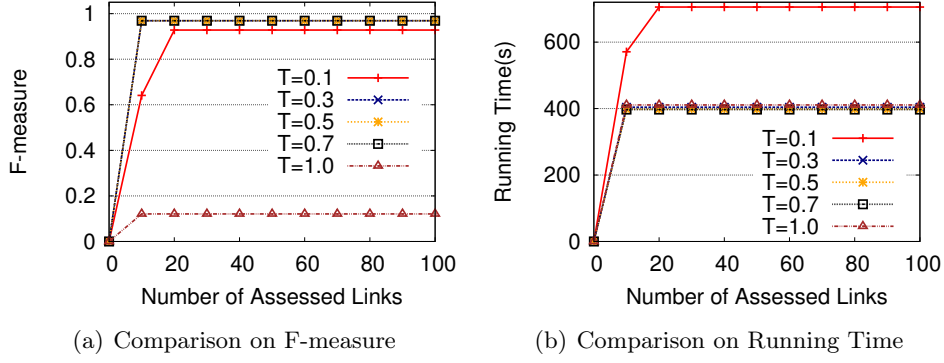 1
0.8
0.6
0.4
0.2
0
F-measure
T=0.1
T=0.3
T=0.5
T=0.7
T=1.0
0 20 40 60 80 100
Number of Assessed Links
(a) Comparison on F-measure
600
400
200
0
Running Time(s)
T=0.1
T=0.3
T=0.5
T=0.7
T=1.0
0 20 40 60 80 100
Number of Assessed Links
(b) Comparison on Running Time